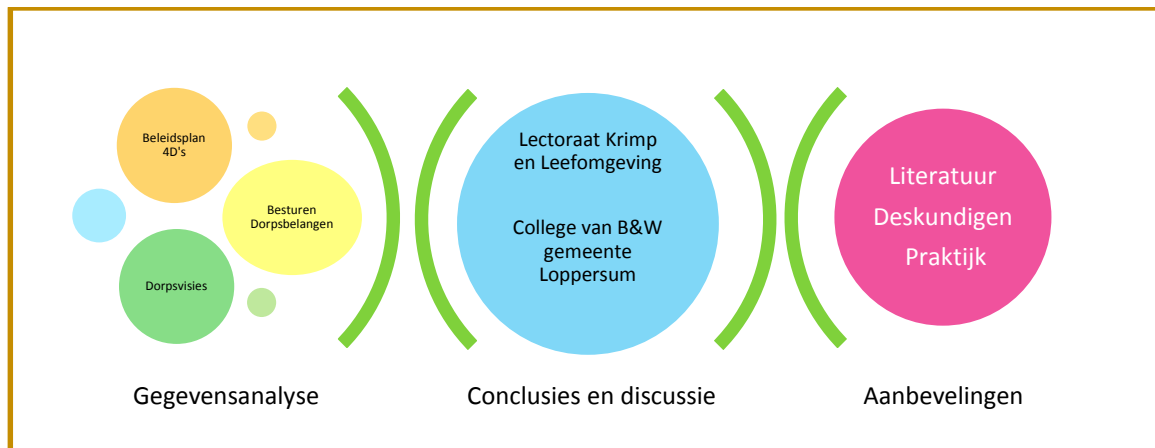 Beleidsplan
4D's
Besturen
Dorpsbelangen
Dorpsvisies
Gegevensanalyse
Lectoraat Krimp
en Leefomgeving
College van B&W
gemeente
Loppersum
Conclusies en discussie
Literatuur
Deskundigen
Praktijk
Aanbevelingen